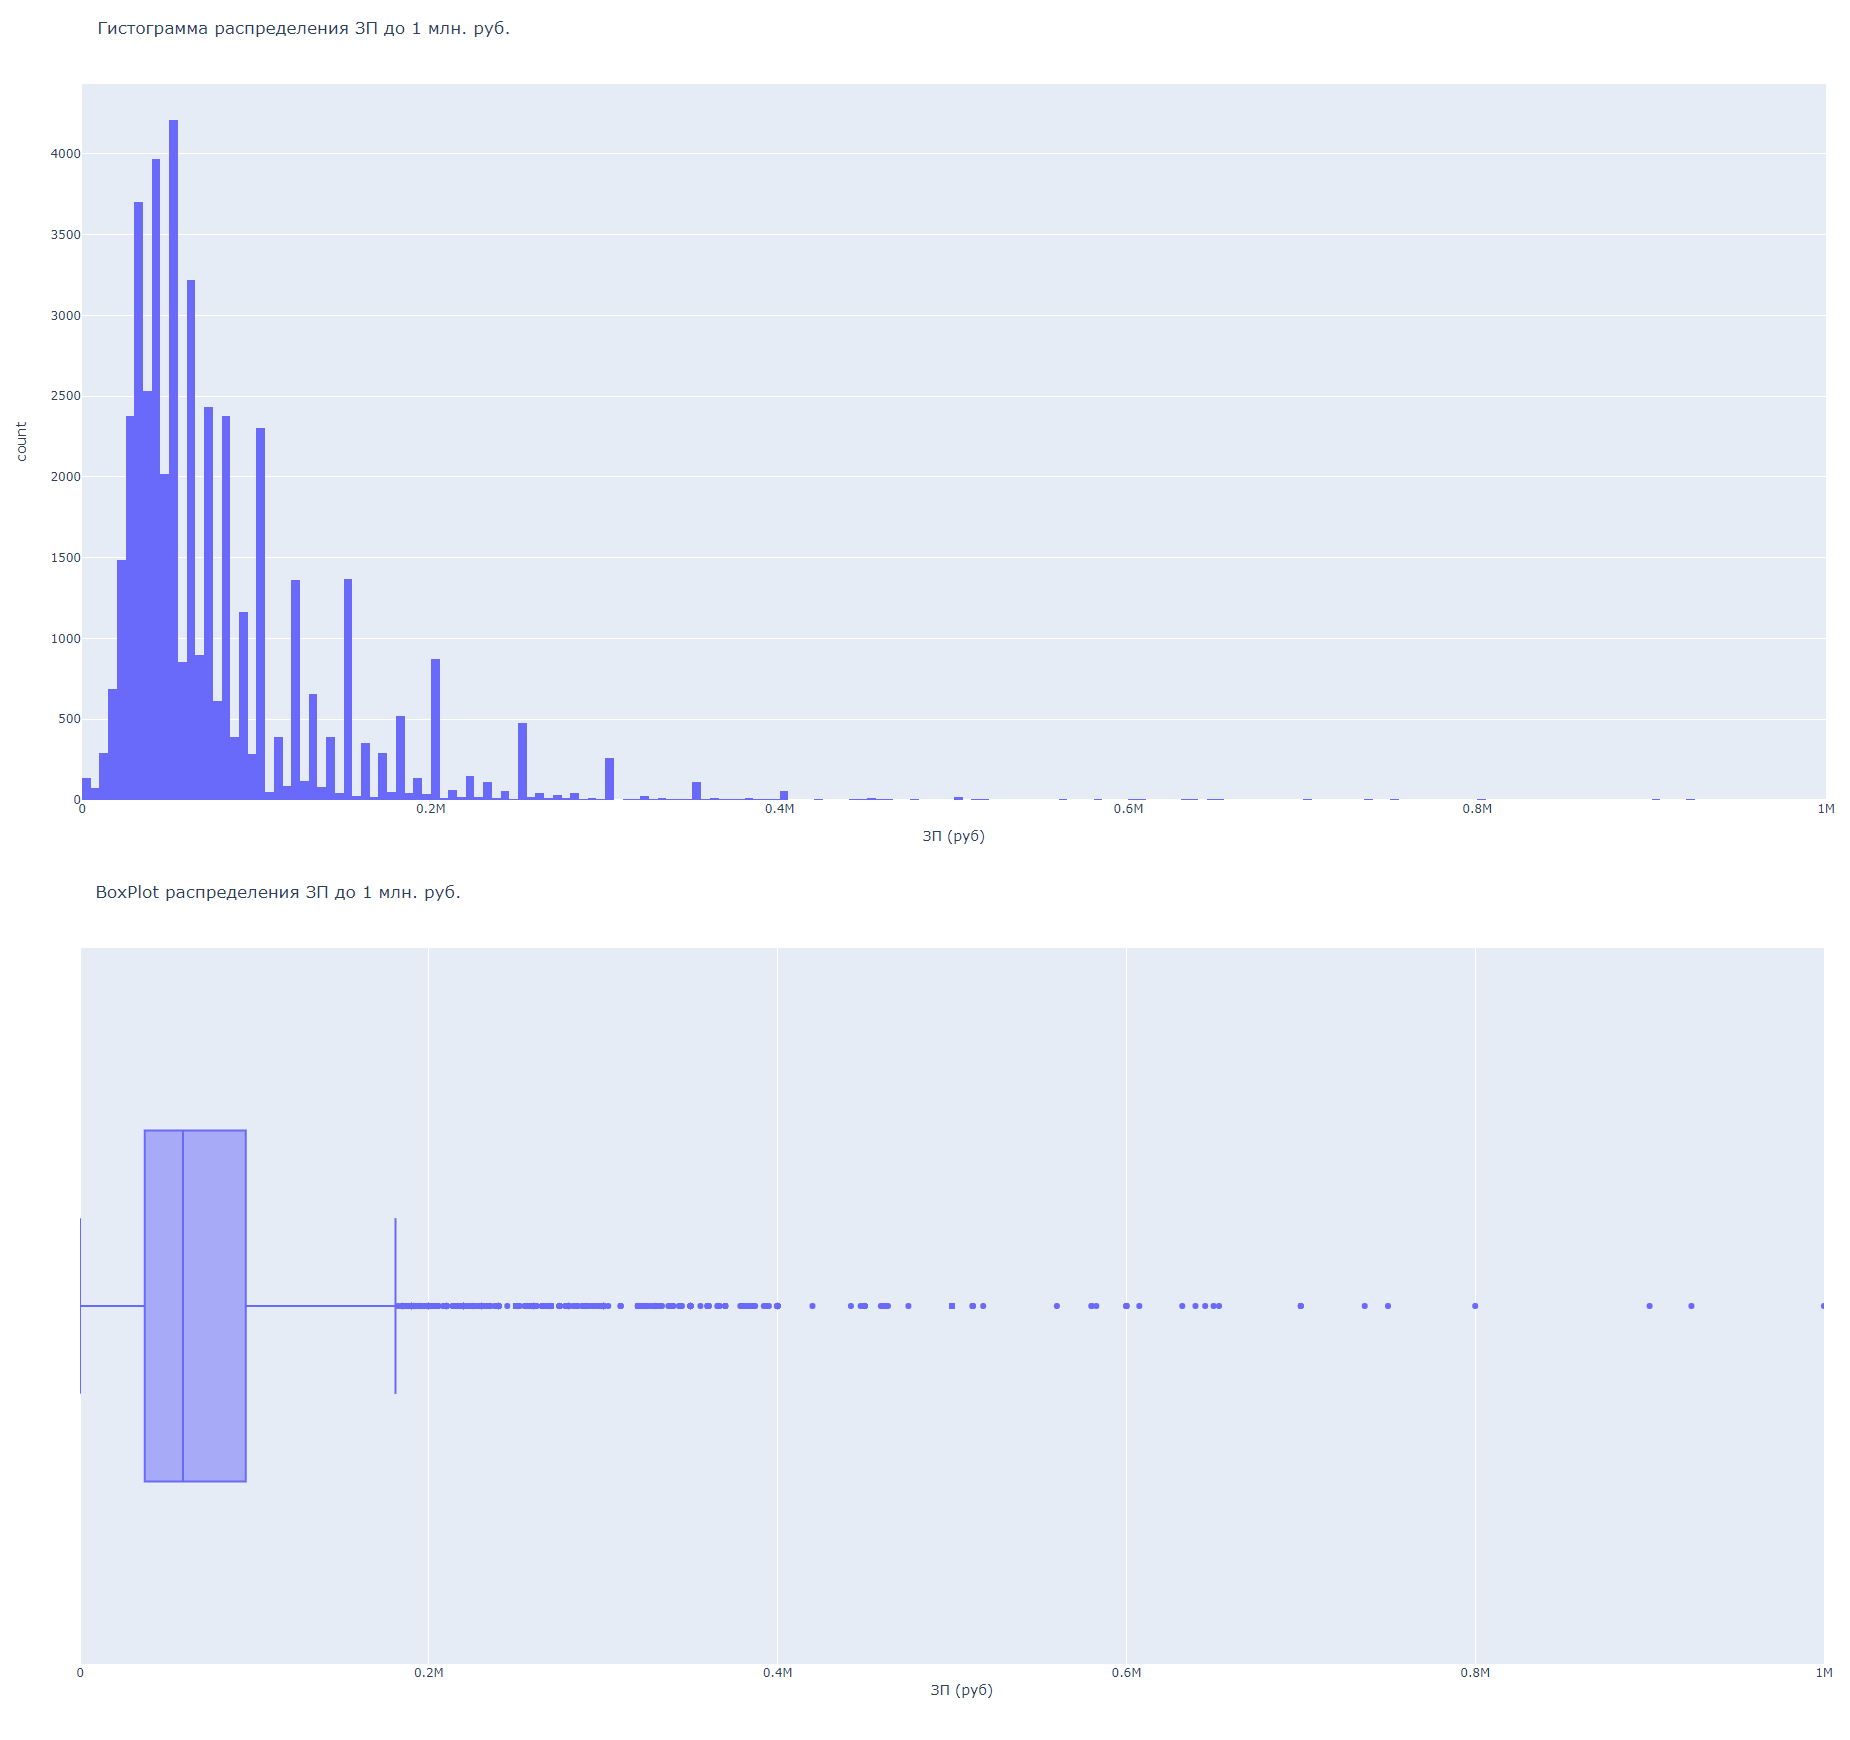 Гистограмма распределения ЗП до 1 млн. руб.
4000
3500
3000
2500
2000
1500
1000
500
0
count
0 0.2M 0.4M 0.6M 0.8M 1M
ЗП (руб)
BoxPlot распределения ЗП до 1 млн. руб.
0 0.2M 0.4M 0.6M 0.8M 1M
ЗП (руб)